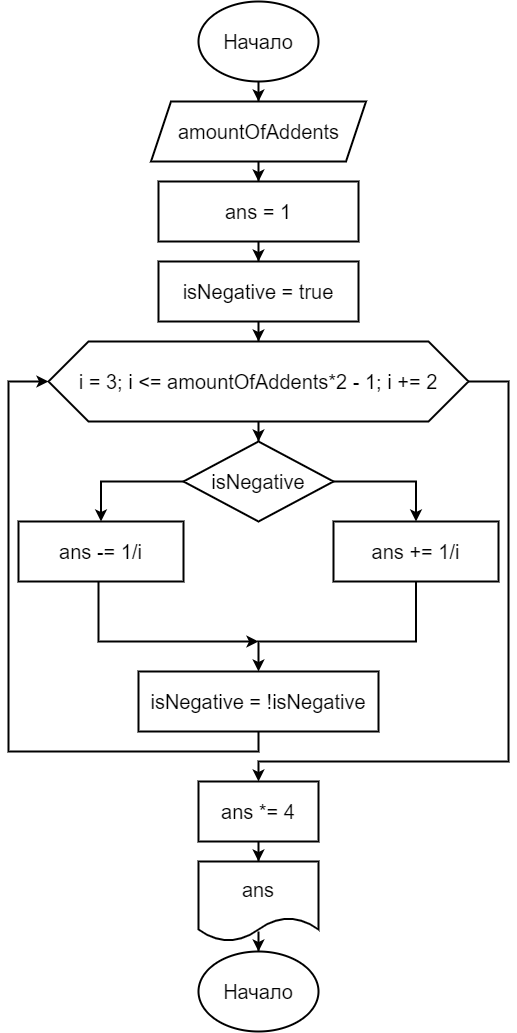 Начало
amountOfAddents
ans = 1
isNegative = true
i = 3; i <= amountOfAddents*2 - 1; i += 2
isNegative
ans -= 1/i
ans += 1/i
isNegative = !isNegative
ans *= 4
ans
Начало